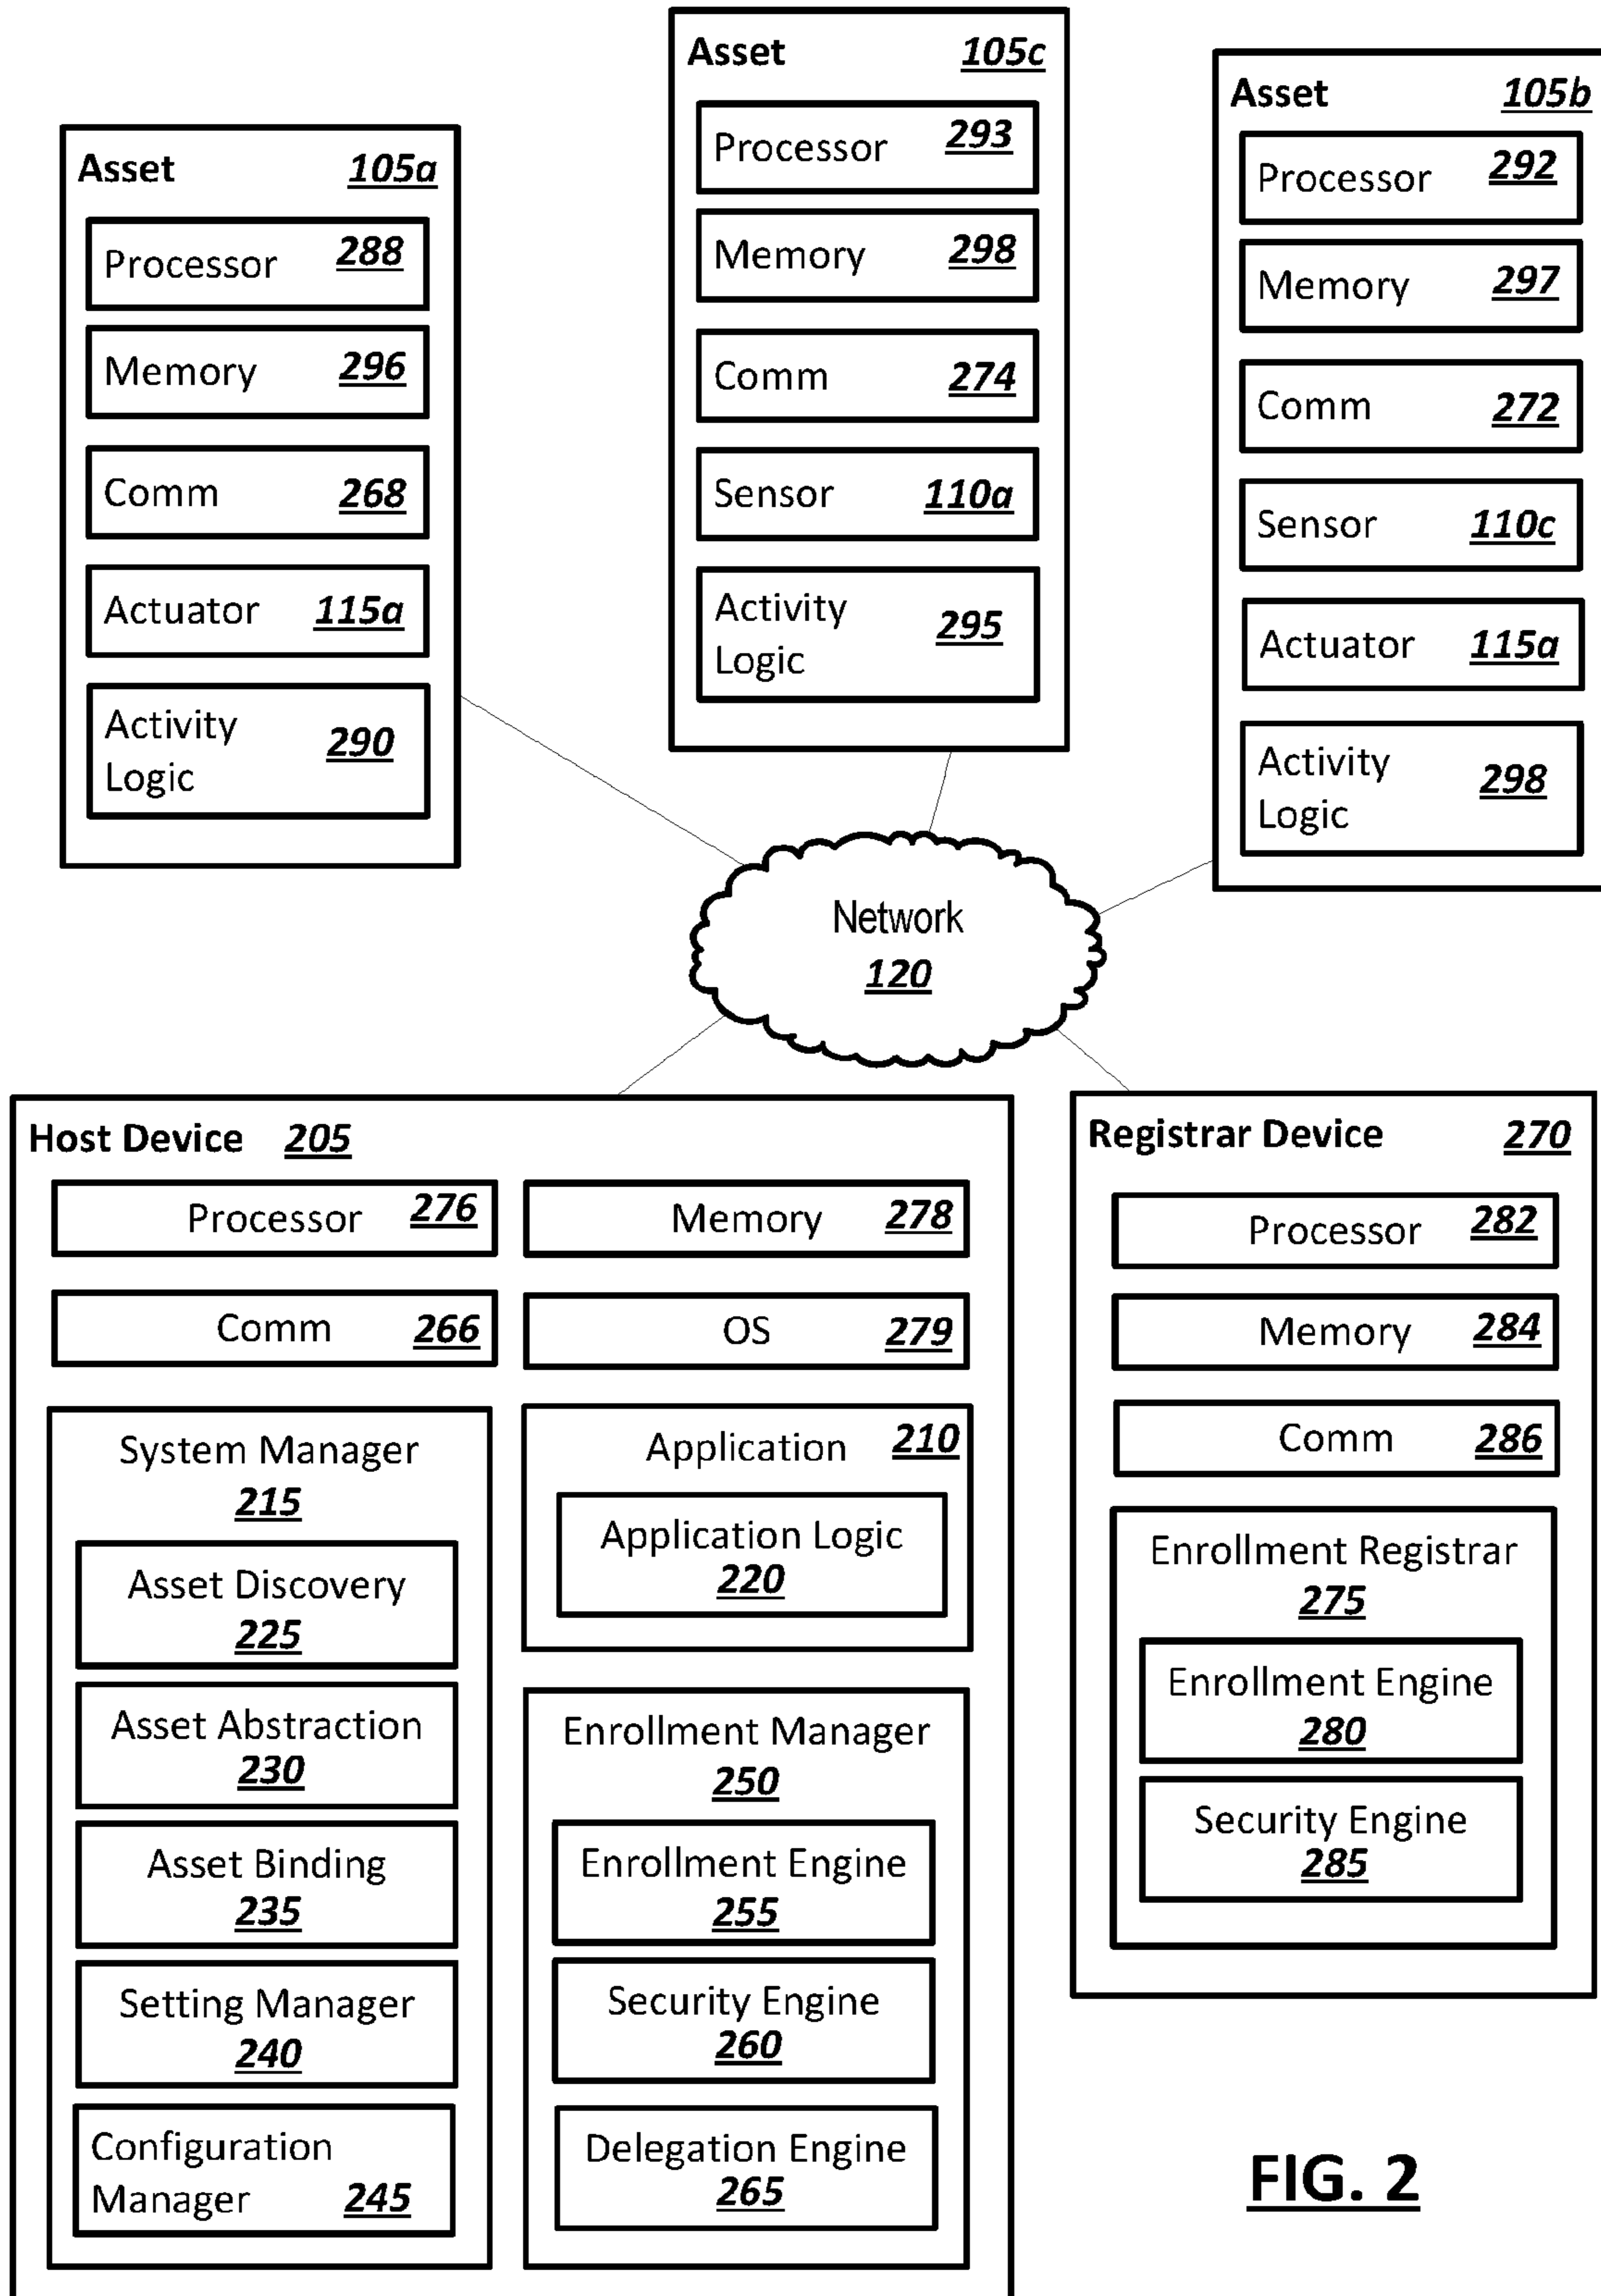 Asset 105a
Processor 288
Memory 296
Comm 268
Actuator 115a
Activity
Logic 290
Asset 105c
Processor 293
Memory 298
Comm 274
Sensor 110a
Activity
Logic 295
Asset 105b
Processor 292
Memory 297
Comm 272
Sensor 110c
Actuator 115a
Activity
Logic 298
Network
120
Host Device 205
Processor 276
Memory 278
Comm 266
OS 279
System Manager
215
Asset Discovery
225
Asset Abstraction
230
Asset Binding
235
Setting Manager
240
Configuration
Manager 245
Application 210
Application Logic
220
Enrollment Manager
250
Enrollment Engine
255
Security Engine
260
Delegation Engine
265
Registrar Device 270
Processor 282
Memory 284
Comm 286
Enrollment Registrar
275
Enrollment Engine
280
Security Engine
285
FIG. 2